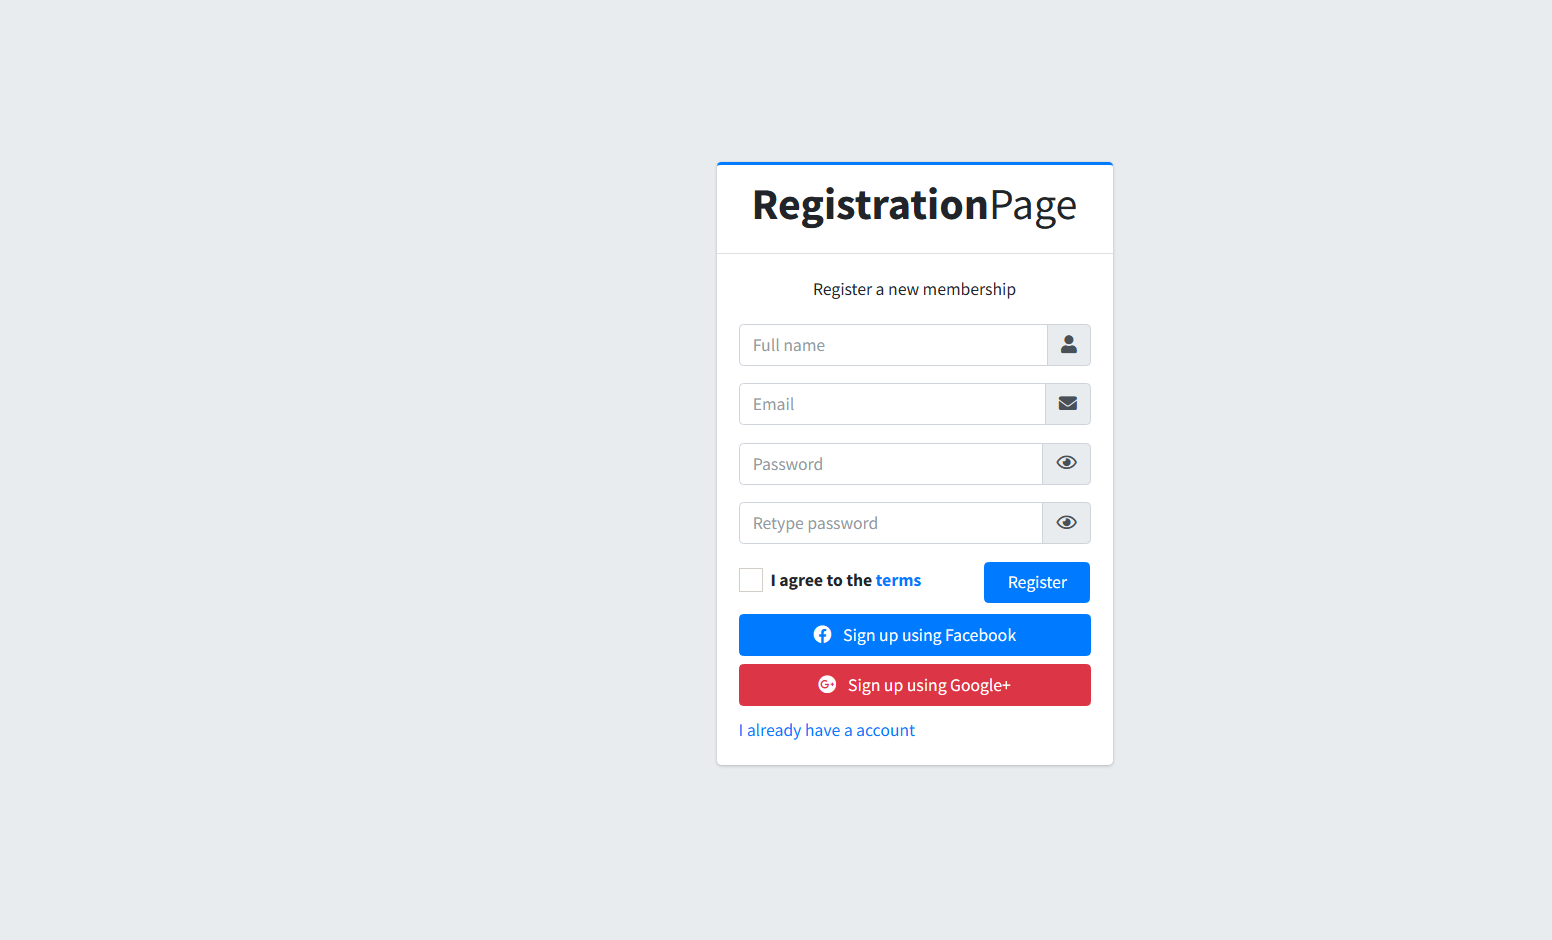 RegistrationPage
Register a new membership
Full name
Email
Password
Retype password
I agree to the terms
Register
Sign up using Facebook
Sign up using Google+
I already have a account